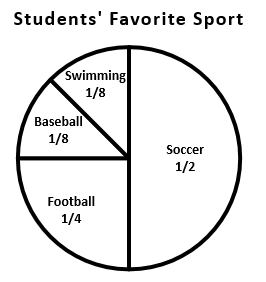 Students' Favorite Sport
Swimming
1/8
Baseball
1/8
Soccer
1/2
Football
1/4